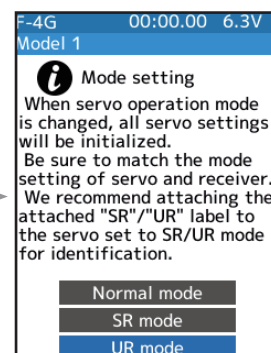 F-4G 00:00.00 6.3V
Model 1
i Mode setting
When servo operation mode
is changed, all servo settings
will be initialized.
Be sure to match the mode
setting of servo and receiver.
We recommend attaching the
attached "SR"/"UR" label to
the servo set to SR/UR mode
for identification.
Normal mode
SR mode
UR mode